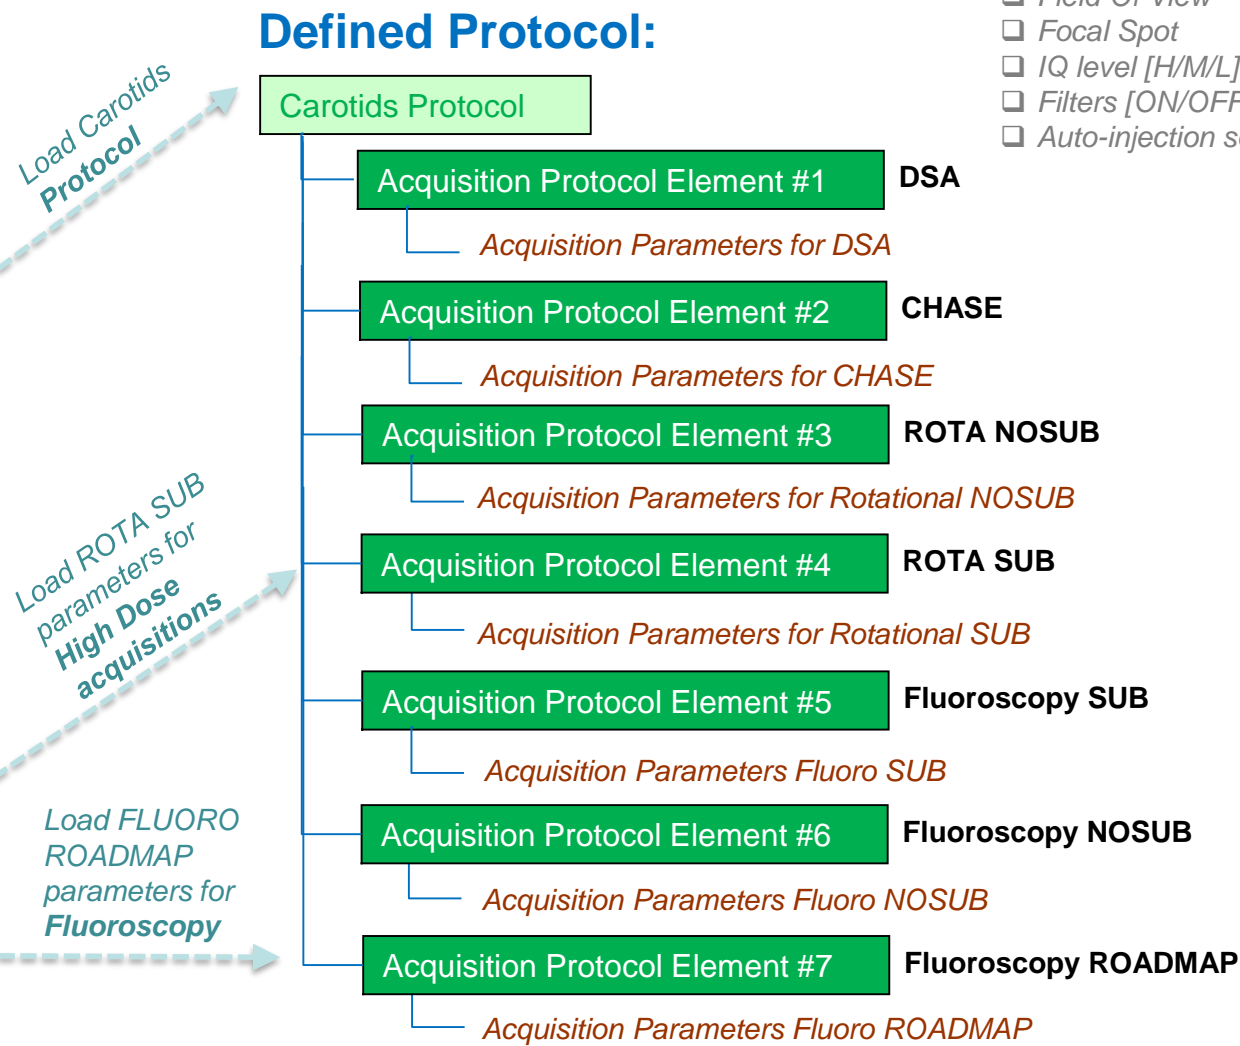 Defined Protocol:
Focal Spot
IQ level [H/M/L]
Filters [ON/OFF
Auto-injection
Load Carotids
Protocol
Carotids Protocol
Acquisition Protocol Element #1
DSA
Acquisition Parameters for DSA
Acquisition Protocol Element #2
CHASE
Acquisition Parameters for CHASE
Acquisition Protocol Element #3
ROTA NOSUB
Acquisition Parameters for Rotational NOSUB
Load ROTA SUB
parameters for
High Dose
acquisitions
Acquisition Protocol Element #4
ROTA SUB
Acquisition Parameters for Rotational SUB
Acquisition Protocol Element #5
Fluoroscopy SUB
Acquisition Parameters Fluoro SUB
Load FLUORO
ROADMAP
parameters for
Fluoroscopy
Acquisition Protocol Element #6
Fluoroscopy NOSUB
Acquisition Parameters Fluoro NOSUB
Acquisition Protocol Element #7
Fluoroscopy ROADMAP
Acquisition Parameters Fluoro ROADMAP